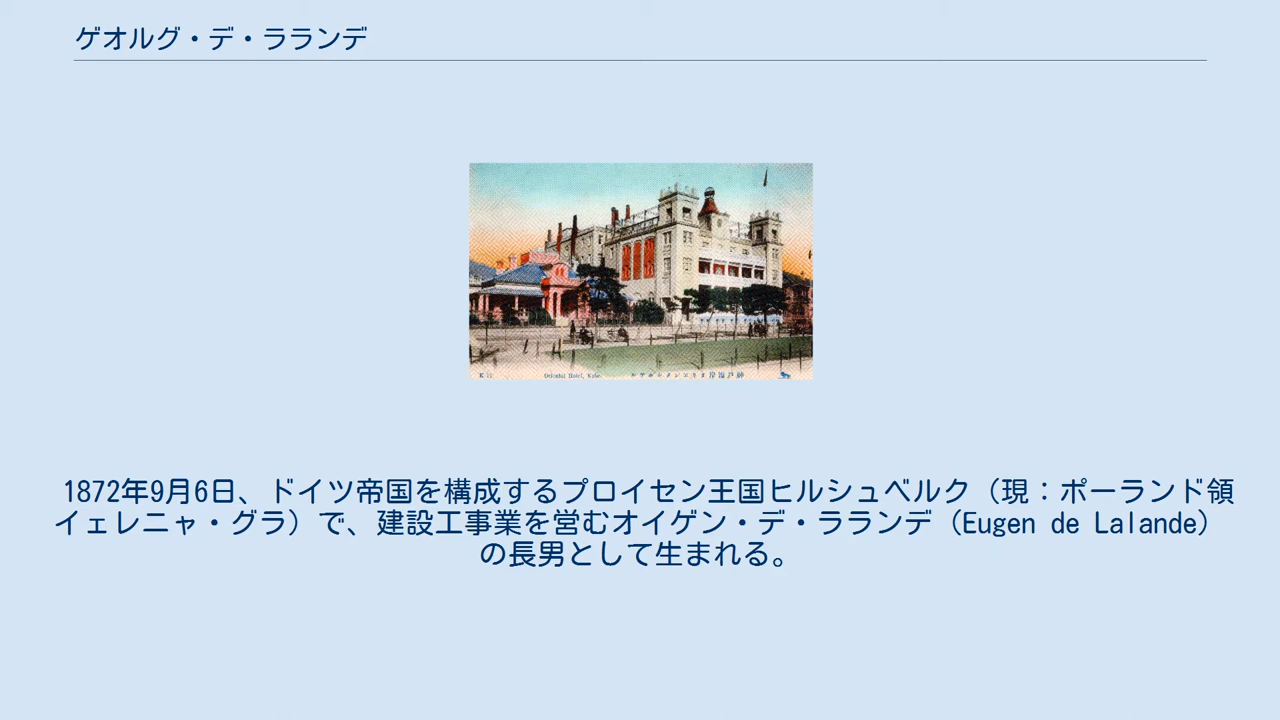 ゲオルグ・デ・ラランデ
K-12
Oriental Hotel, Kobe.
1872年9月6日、ドイツ帝国を構成するプロイセン王国ヒルシュベルク（現：ポーランド領
イェレニャ・グラ）で、建設工事業を営むオイゲン・デ・ラランデ（Eugen de Lalande）
の長男として生まれる。